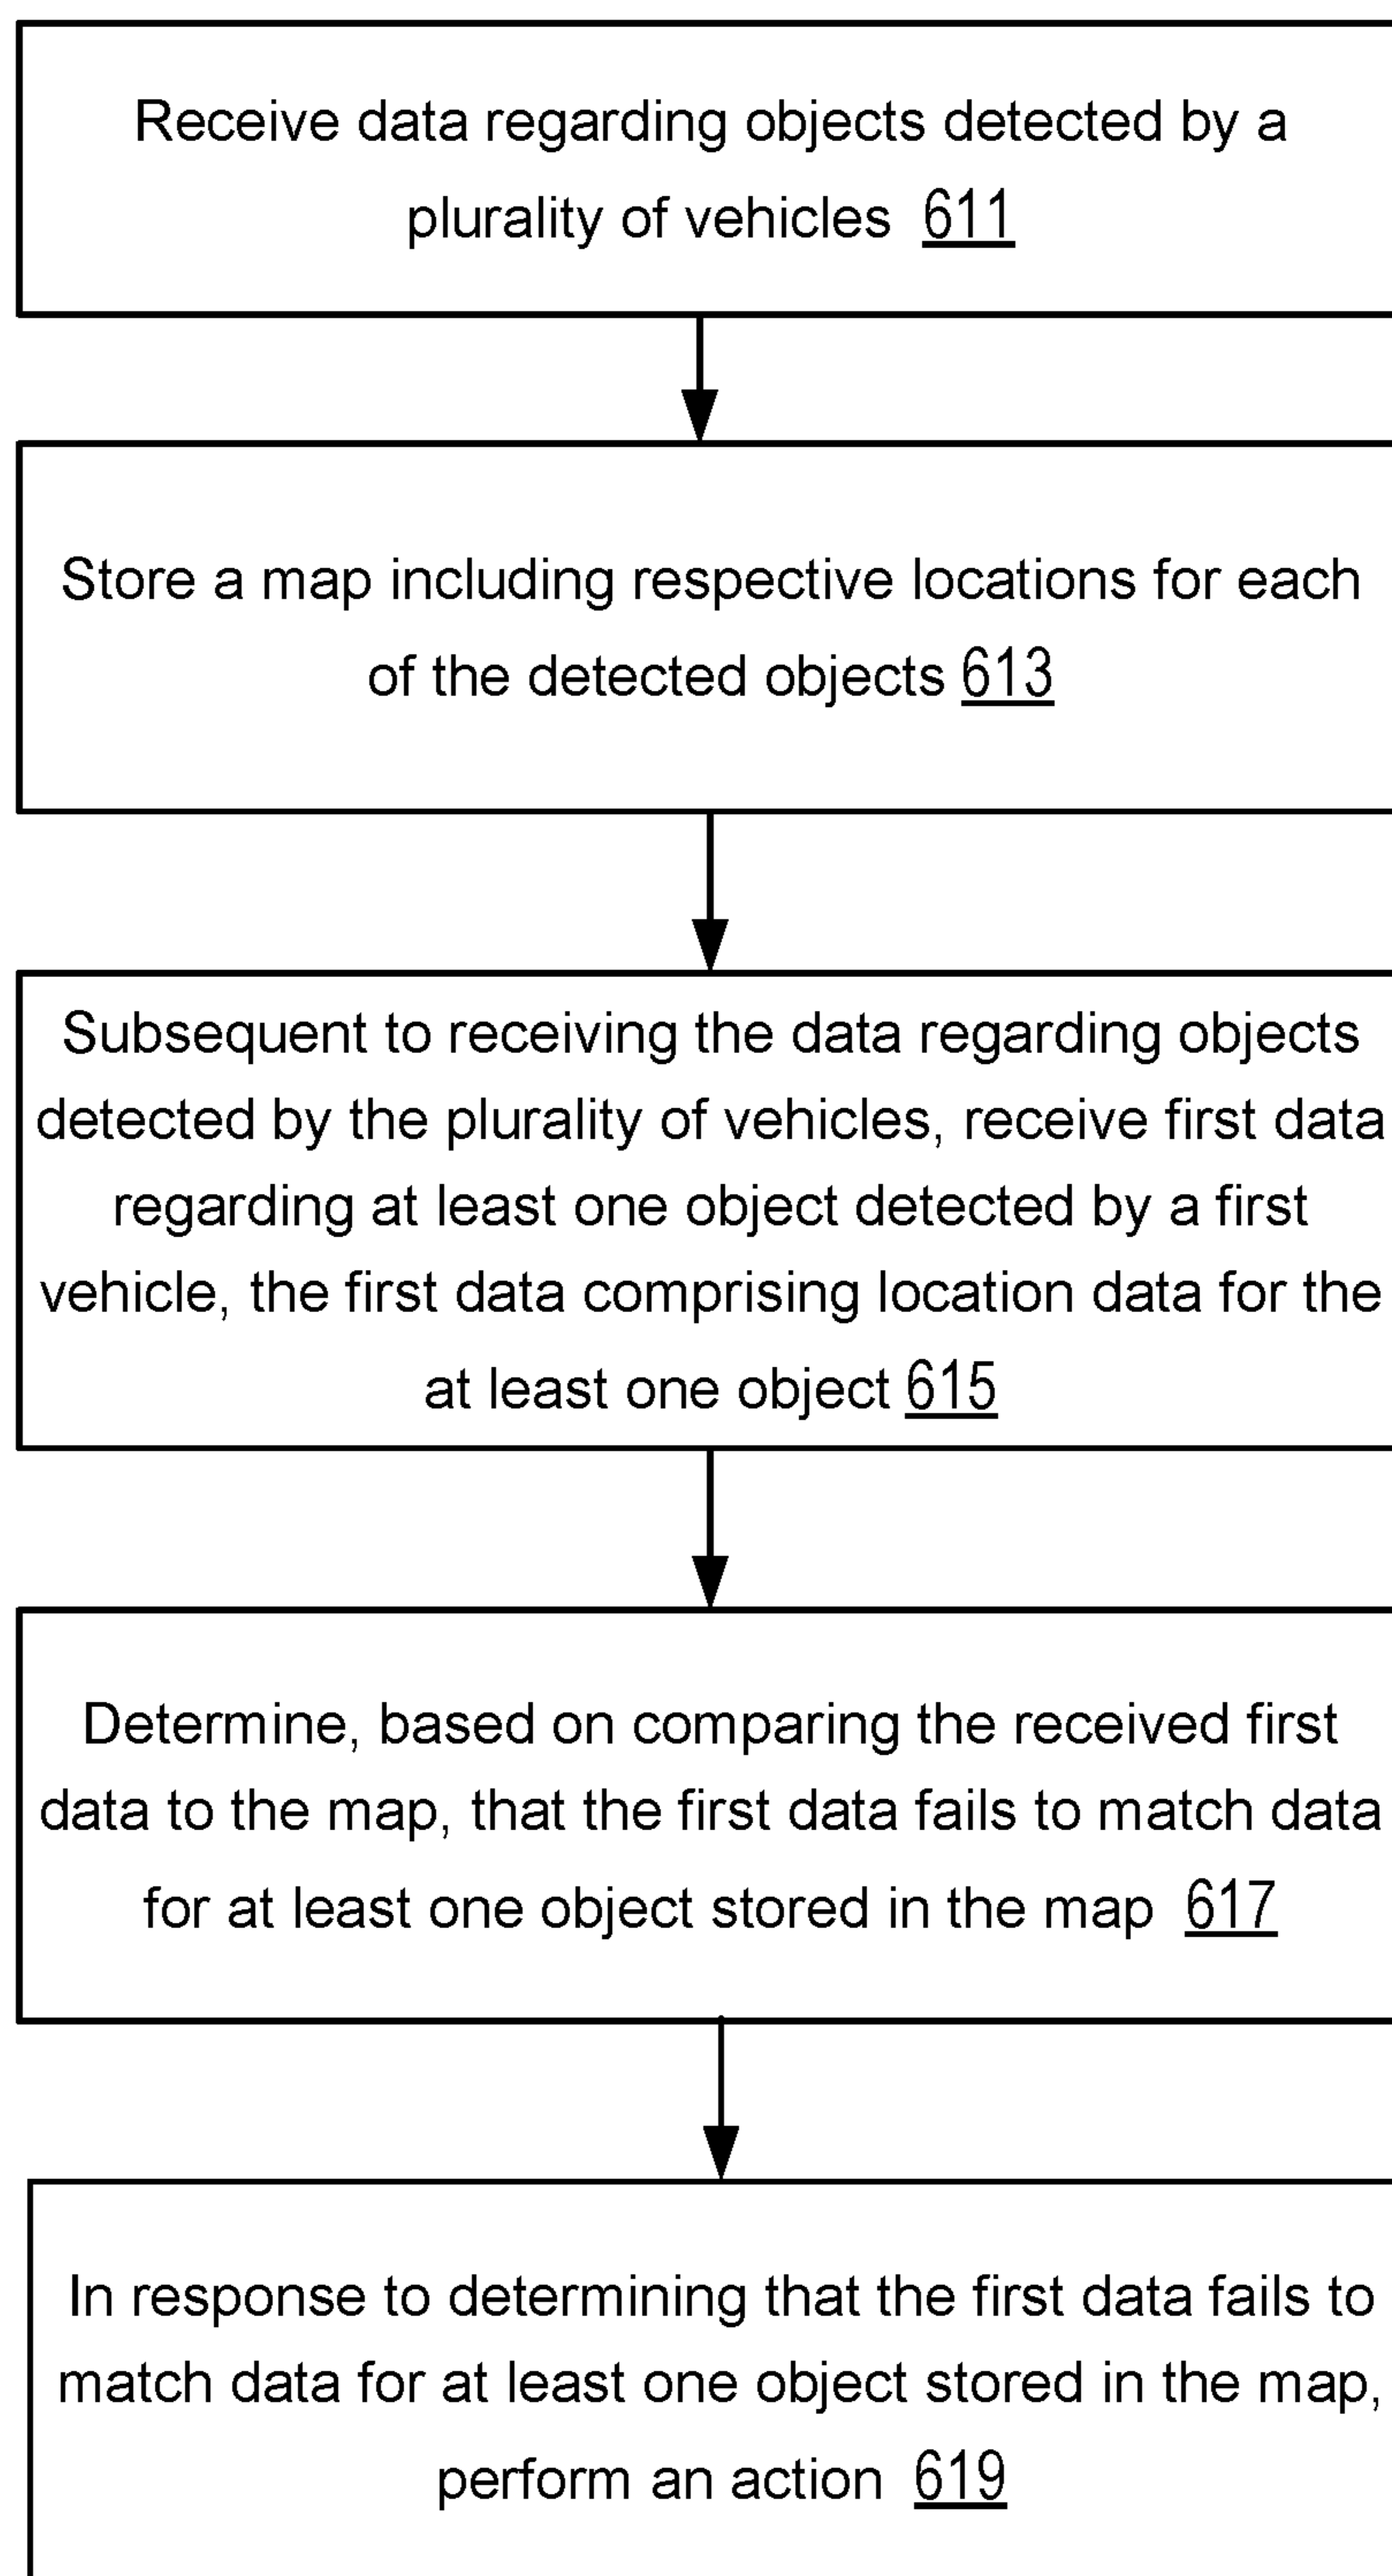 Receive data regarding objects detected by a
plurality of vehicles 611
Store a map including respective locations for each
of the detected objects 613
Subsequent to receiving the data regarding objects
detected by the plurality of vehicles, receive first data
regarding at least one object detected by a first
vehicle, the first data comprising location data for the
at least one object 615
Determine, based on comparing the received first
data to the map, that the first data fails to match data
for at least one object stored in the map 617
In response to determining that the first data fails to
match data for at least one object stored in the map,
perform an action 619